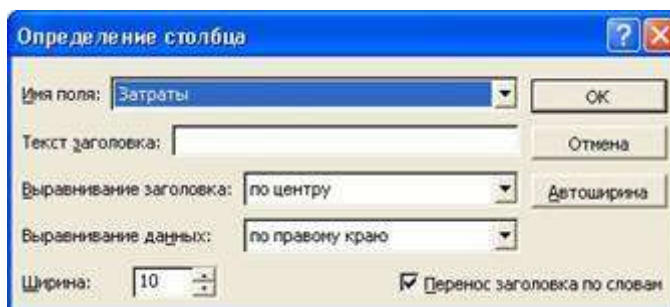 Определение столбца
Имя поля: Затраты
ОК
Текст заголовка:
Отмена
Выравнивание заголовка: по центру
Автоширина
Выравнивание данных: по правому краю
Ширина: 10
Перенос заголовка по словам